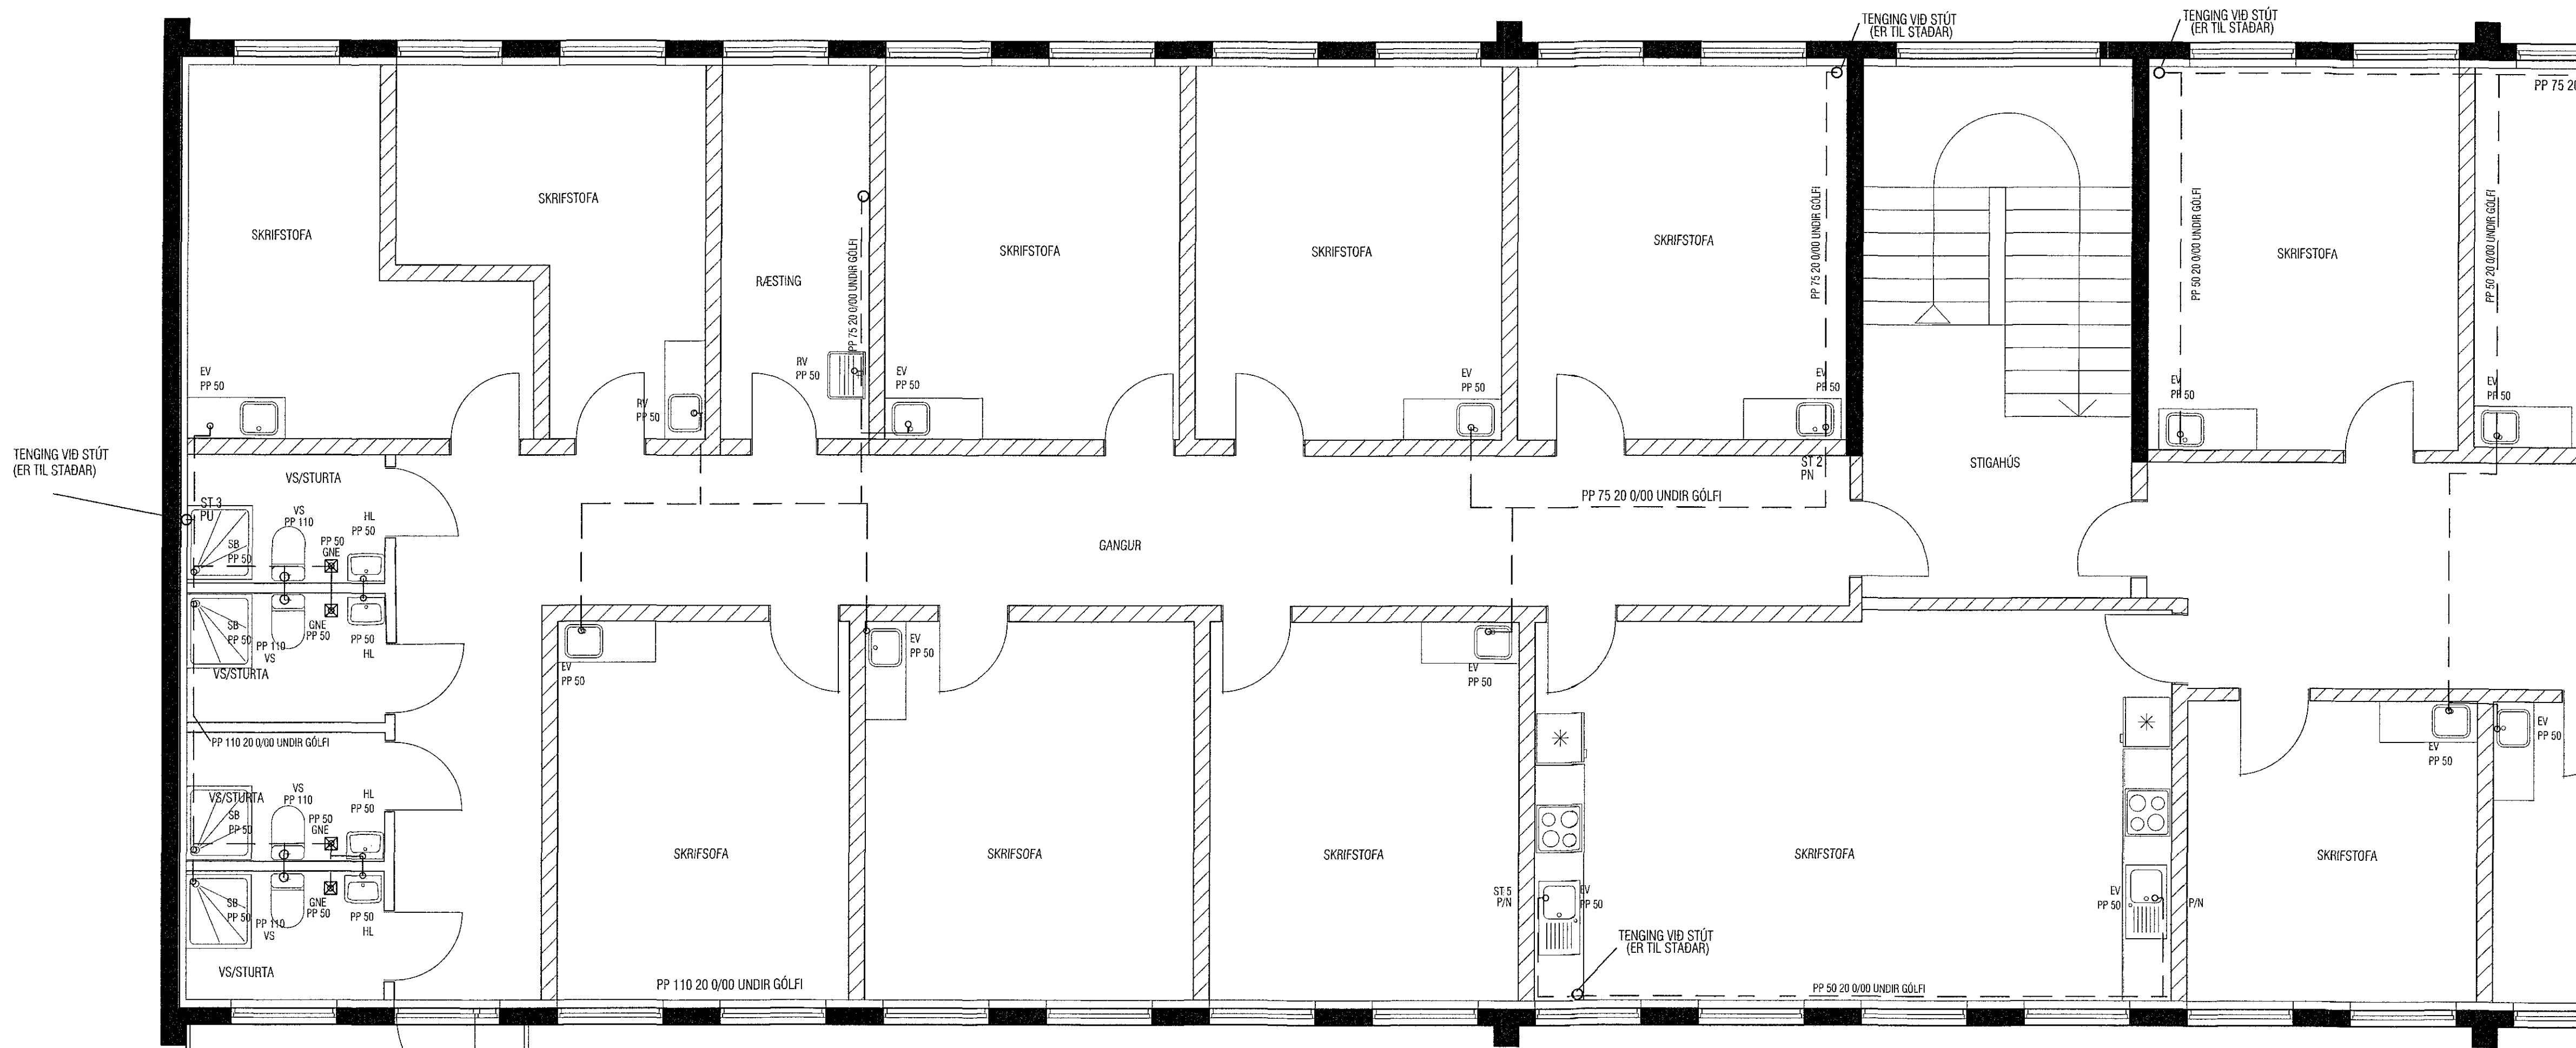 TENGING VIÐ STÚT
(ER TIL STAÐAR)
TENGING VIÐ STÚT
(ER TIL STAÐAR)
PP 75 20
SKRIFSTOFA
SKRIFSTOFA
RÆSTING
PP 75 20 0/00 UNDIR GÓLFI
SKRIFSTOFA
SKRIFSTOFA
SKRIFSTOFA
PP 75 20 0/00 UNDIR GÓLFI
PP 50 20 0/00 UNDIR GÓLFI
SKRIFSTOFA
PP 50 20 0/00 UNDIR GÓLFI
EV
PP 50
RV
PP 50
RV
PP 50
EV
PP 50
EV
PP 50
EV
PP 50
EV
PP 50
EV
PP 50
TENGING VIÐ STÚT
(ER TIL STAÐAR)
VS/STURTA
ST 3
PU
VS
PP 110
HL
PP 50
PP 50
GNE
SB
PP 50
ST 2
PN
STIGAHÚS
PP 75 20 0/00 UNDIR GÓLFI
GANGUR
SB
PP 50
PP 110
VS
GNE
PP 50
PP 50
HL
VS/STURTA
EV
PP 50
EV
PP 50
EV
PP 50
PP 110 20 0/00 UNDIR GÓLFI
EV
PP 50
EV
PP 50
VS/STURTA
VS
PP 110
HL
PP 50
SB
PP 50
PP 50
GNE
SKRIFSOFA
SKRIFSOFA
SKRIFSTOFA
SKRIFSTOFA
SKRIFSTOFA
SB
PP 50
PP 110
VS
GNE
PP 50
PP 50
HL
VS/STURTA
ST 5
P/N
EV
PP 50
EV
PP 50
P/N
TENGING VIÐ STÚT
(ER TIL STAÐAR)
PP 110 20 0/00 UNDIR GÓLFI
PP 50 20 0/00 UNDIR GÓLFI